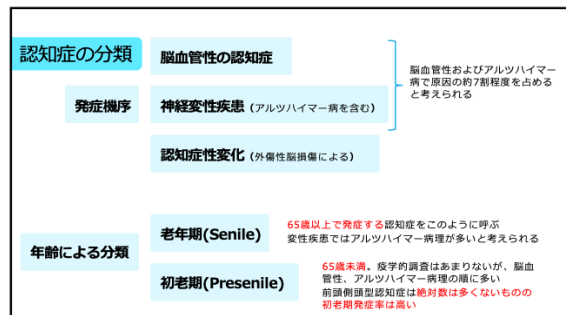 認知症の分類
脳血管性の認知症
脳血管性およびアルツハイマー
病で原因の約7割程度を占める
と考えられる
発症機序
神経変性疾患（アルツハイマー病を含む）
認知症性変化（外傷性脳損傷による）
年齢による分類
老年期(Senile)
65歳以上で発症する認知症をこのように呼ぶ
変性疾患ではアルツハイマー病理が多いと考えられる
初老期(Presenile)
65歳未満。疫学的調査はあまりないが、脳血
管性、アルツハイマー病理の順に多い
前頭側頭型認知症は絶対数は多くないものの
初老期発症率は高い